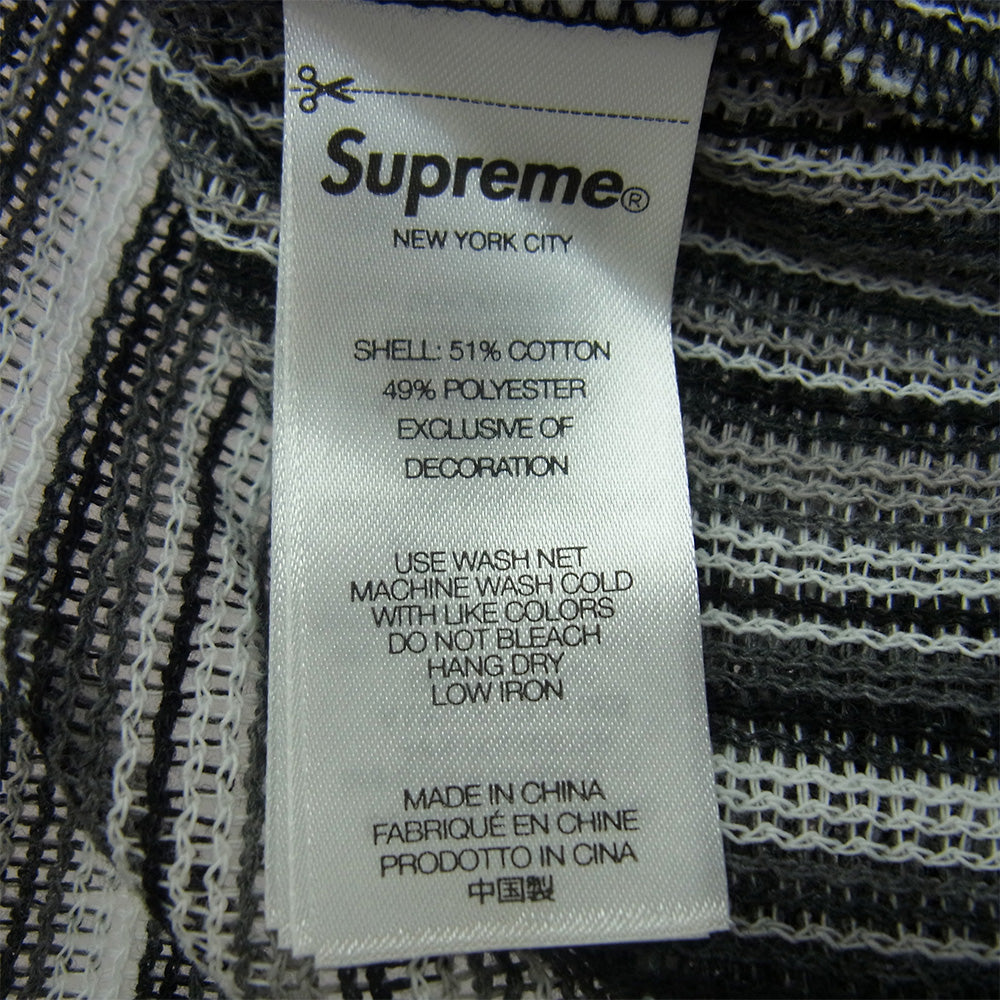 Supreme®
NEW YORK CITY
SHELL: 51% COTTON
49% POLYESTER
EXCLUSIVE OF
DECORATION
USE WASH NET
MACHINE WASH COLD
WITH LIKE COLORS
DO NOT BLEACH
HANG DRY
LOW IRON
MADE IN CHINA
FABRIQUÉ EN CHINE
PRODOTTO IN CINA
中国製